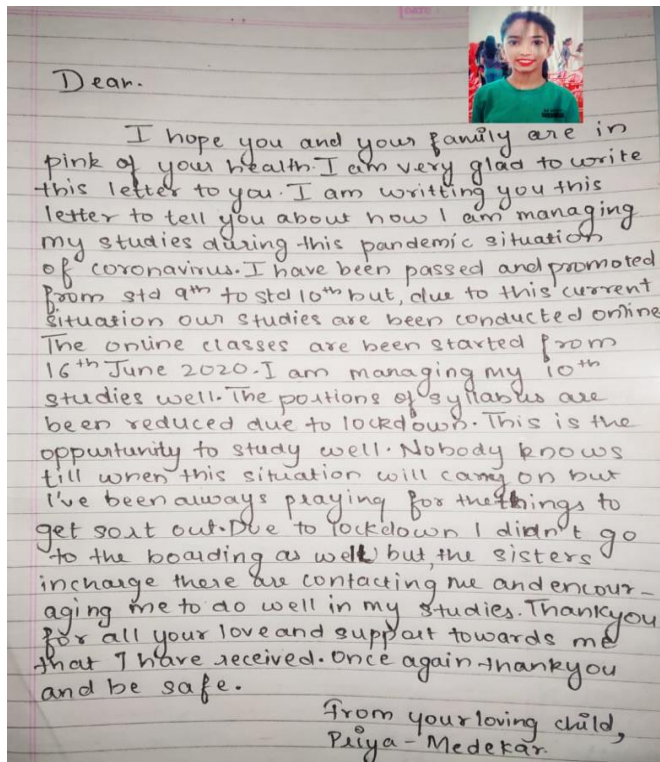 DATE
Dear.
I hope you and your family are in
pink of your health. I am very glad to write
this letter to you. I am writting you this
letter to tell you about how I am managing
my studies during this pandemic situation
of coronavirus. I have been passed and promoted
from std 9th to std 10th but, due to this current
situation our studies are been conducted online
The online classes are been started from
16th June 2020. I am managing my 10th
studies well. The portions of syllabus are
been reduced due to lockdown. This is the
oppurtunity to study well. Nobody knows
till when this situation will carry on but
I've been always praying for the things to
get sort out. Due to lockdown I didn't go
to the boarding as well but, the sisters
incharge there are contacting me and encour-
aging me to do well in my studies. Thankyou
for all your love and support towards me
that I have received. Once again thankyou
and be safe.
From your loving child,
Priya - Medekar.